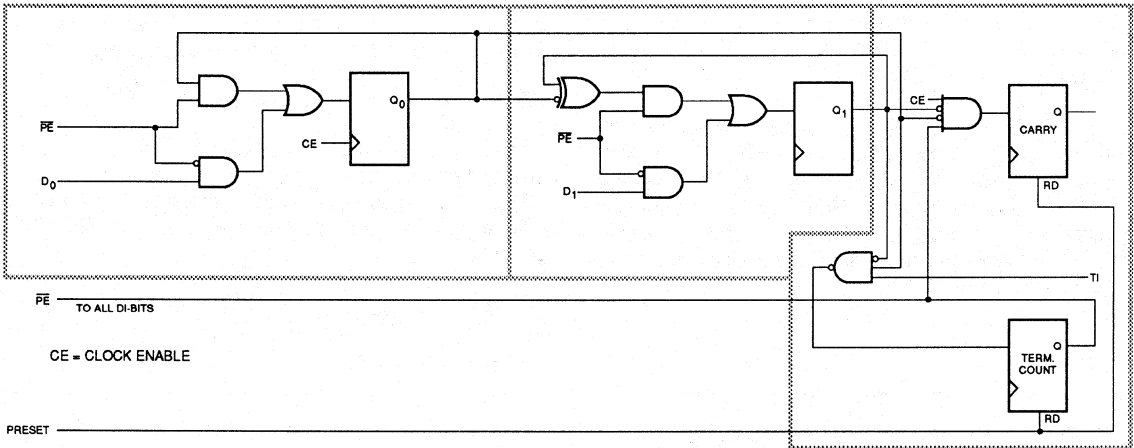 PE
D0
CE
Q0
PE
D1
Q1
CE
Q
CARRY
RD
TI
PE
TO ALL DI-BITS
CE = CLOCK ENABLE
Q
TERM.
COUNT
RD
PRESET